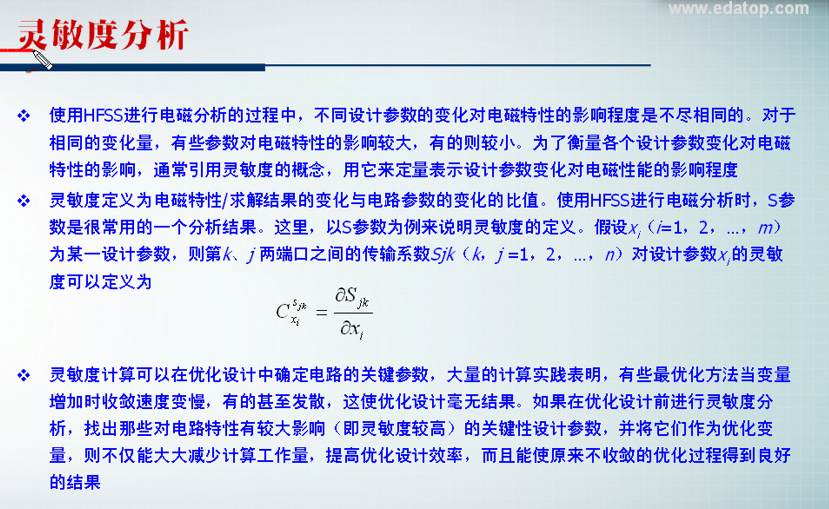 www.edatop.com
灵敏度分析
❖ 使用HFSS进行电磁分析的过程中，不同设计参数的变化对电磁特性的影响程度是不尽相同的。对于
相同的变化量，有些参数对电磁特性的影响较大，有的则较小。为了衡量各个设计参数变化对电磁
特性的影响，通常引用灵敏度的概念，用它来定量表示设计参数变化对电磁性能的影响程度
❖ 灵敏度定义为电磁特性/求解结果的变化与电路参数的变化的比值。使用HFSS进行电磁分析时，S参
数是很常用的一个分析结果。这里，以S参数为例来说明灵敏度的定义。假设xᵢ（i=1，2，…，m）
为某一设计参数，则第k、j 两端口之间的传输系数Sjk（k，j =1，2，…，n）对设计参数xᵢ的灵敏
度可以定义为
C_{x_i}^{S_{jk}} = ∂S_{jk} / ∂x_i
❖ 灵敏度计算可以在优化设计中确定电路的关键参数，大量的计算实践表明，有些最优化方法当变量
增加时收敛速度变慢，有的甚至发散，这使优化设计毫无结果。如果在优化设计前进行灵敏度分
析，找出那些对电路特性有较大影响（即灵敏度较高）的关键性设计参数，并将它们作为优化变
量，则不仅能大大减少计算工作量，提高优化设计效率，而且能使原来不收敛的优化过程得到良好
的结果